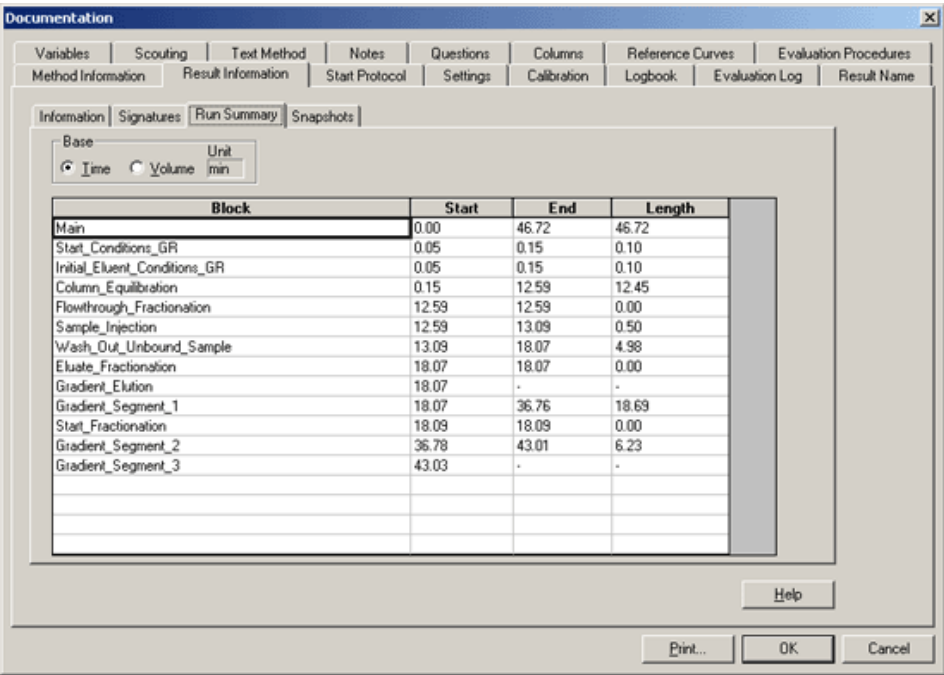 Documentation
Variables Scouting Text Method Notes Questions Columns Reference Curves Evaluation Procedures
Method Information Result Information Start Protocol Settings Calibration Logbook Evaluation Log Result Name
Information Signatures Run Summary Snapshots
Base
Unit
Time Volume min
Block Start End Length
Main 0.00 46.72 46.72
Start_Conditions_GR 0.05 0.15 0.10
Initial_Eluent_Conditions_GR 0.05 0.15 0.10
Column_Equilibration 0.15 12.59 12.45
Flowthrough_Fractionation 12.59 12.59 0.00
Sample_Injection 12.59 13.09 0.50
Wash_Out_Unbound_Sample 13.09 18.07 4.98
Eluate_Fractionation 18.07 18.07 0.00
Gradient_Elution 18.07 - -
Gradient_Segment_1 18.07 36.76 18.69
Start_Fractionation 18.09 18.09 0.00
Gradient_Segment_2 36.78 43.01 6.23
Gradient_Segment_3 43.03 - -
Help
Print... OK Cancel